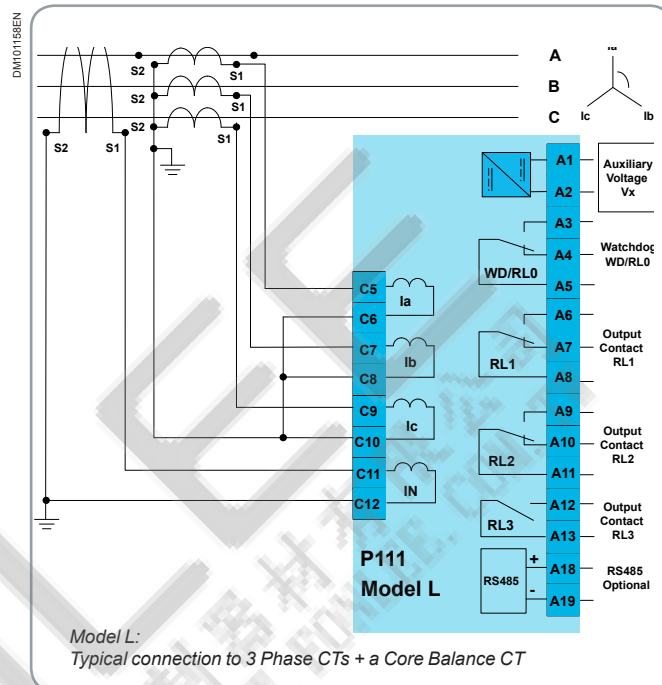 DM101158EN
A
B
C
Ia
Ic
Ib
S2
S1
S2
S1
S2
S1
S2
S1
A1
A2
A3
A4
A5
A6
A7
A8
A9
A10
A11
A12
A13
A18
A19
Auxiliary
Voltage
Vx
Watchdog
WD/RL0
Output
Contact
RL1
Output
Contact
RL2
Output
Contact
RL3
RS485
Optional
WD/RL0
RL1
RL2
RL3
RS485
+
-
C5
C6
C7
C8
C9
C10
C11
C12
Ia
Ib
Ic
IN
P111
Model L
Model L:
Typical connection to 3 Phase CTs + a Core Balance CT